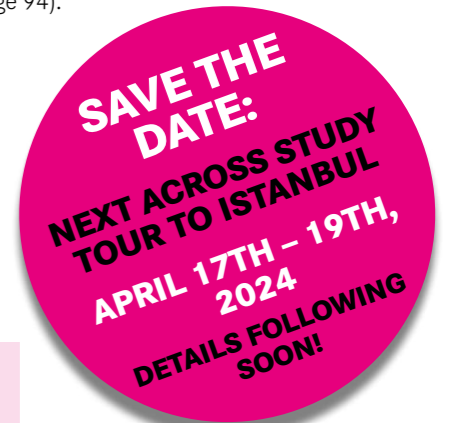 ge 94).
SAVE THE
DATE:
NEXT ACROSS STUDY
TOUR TO ISTANBUL
APRIL 17TH – 19TH,
2024
DETAILS FOLLOWING
SOON!